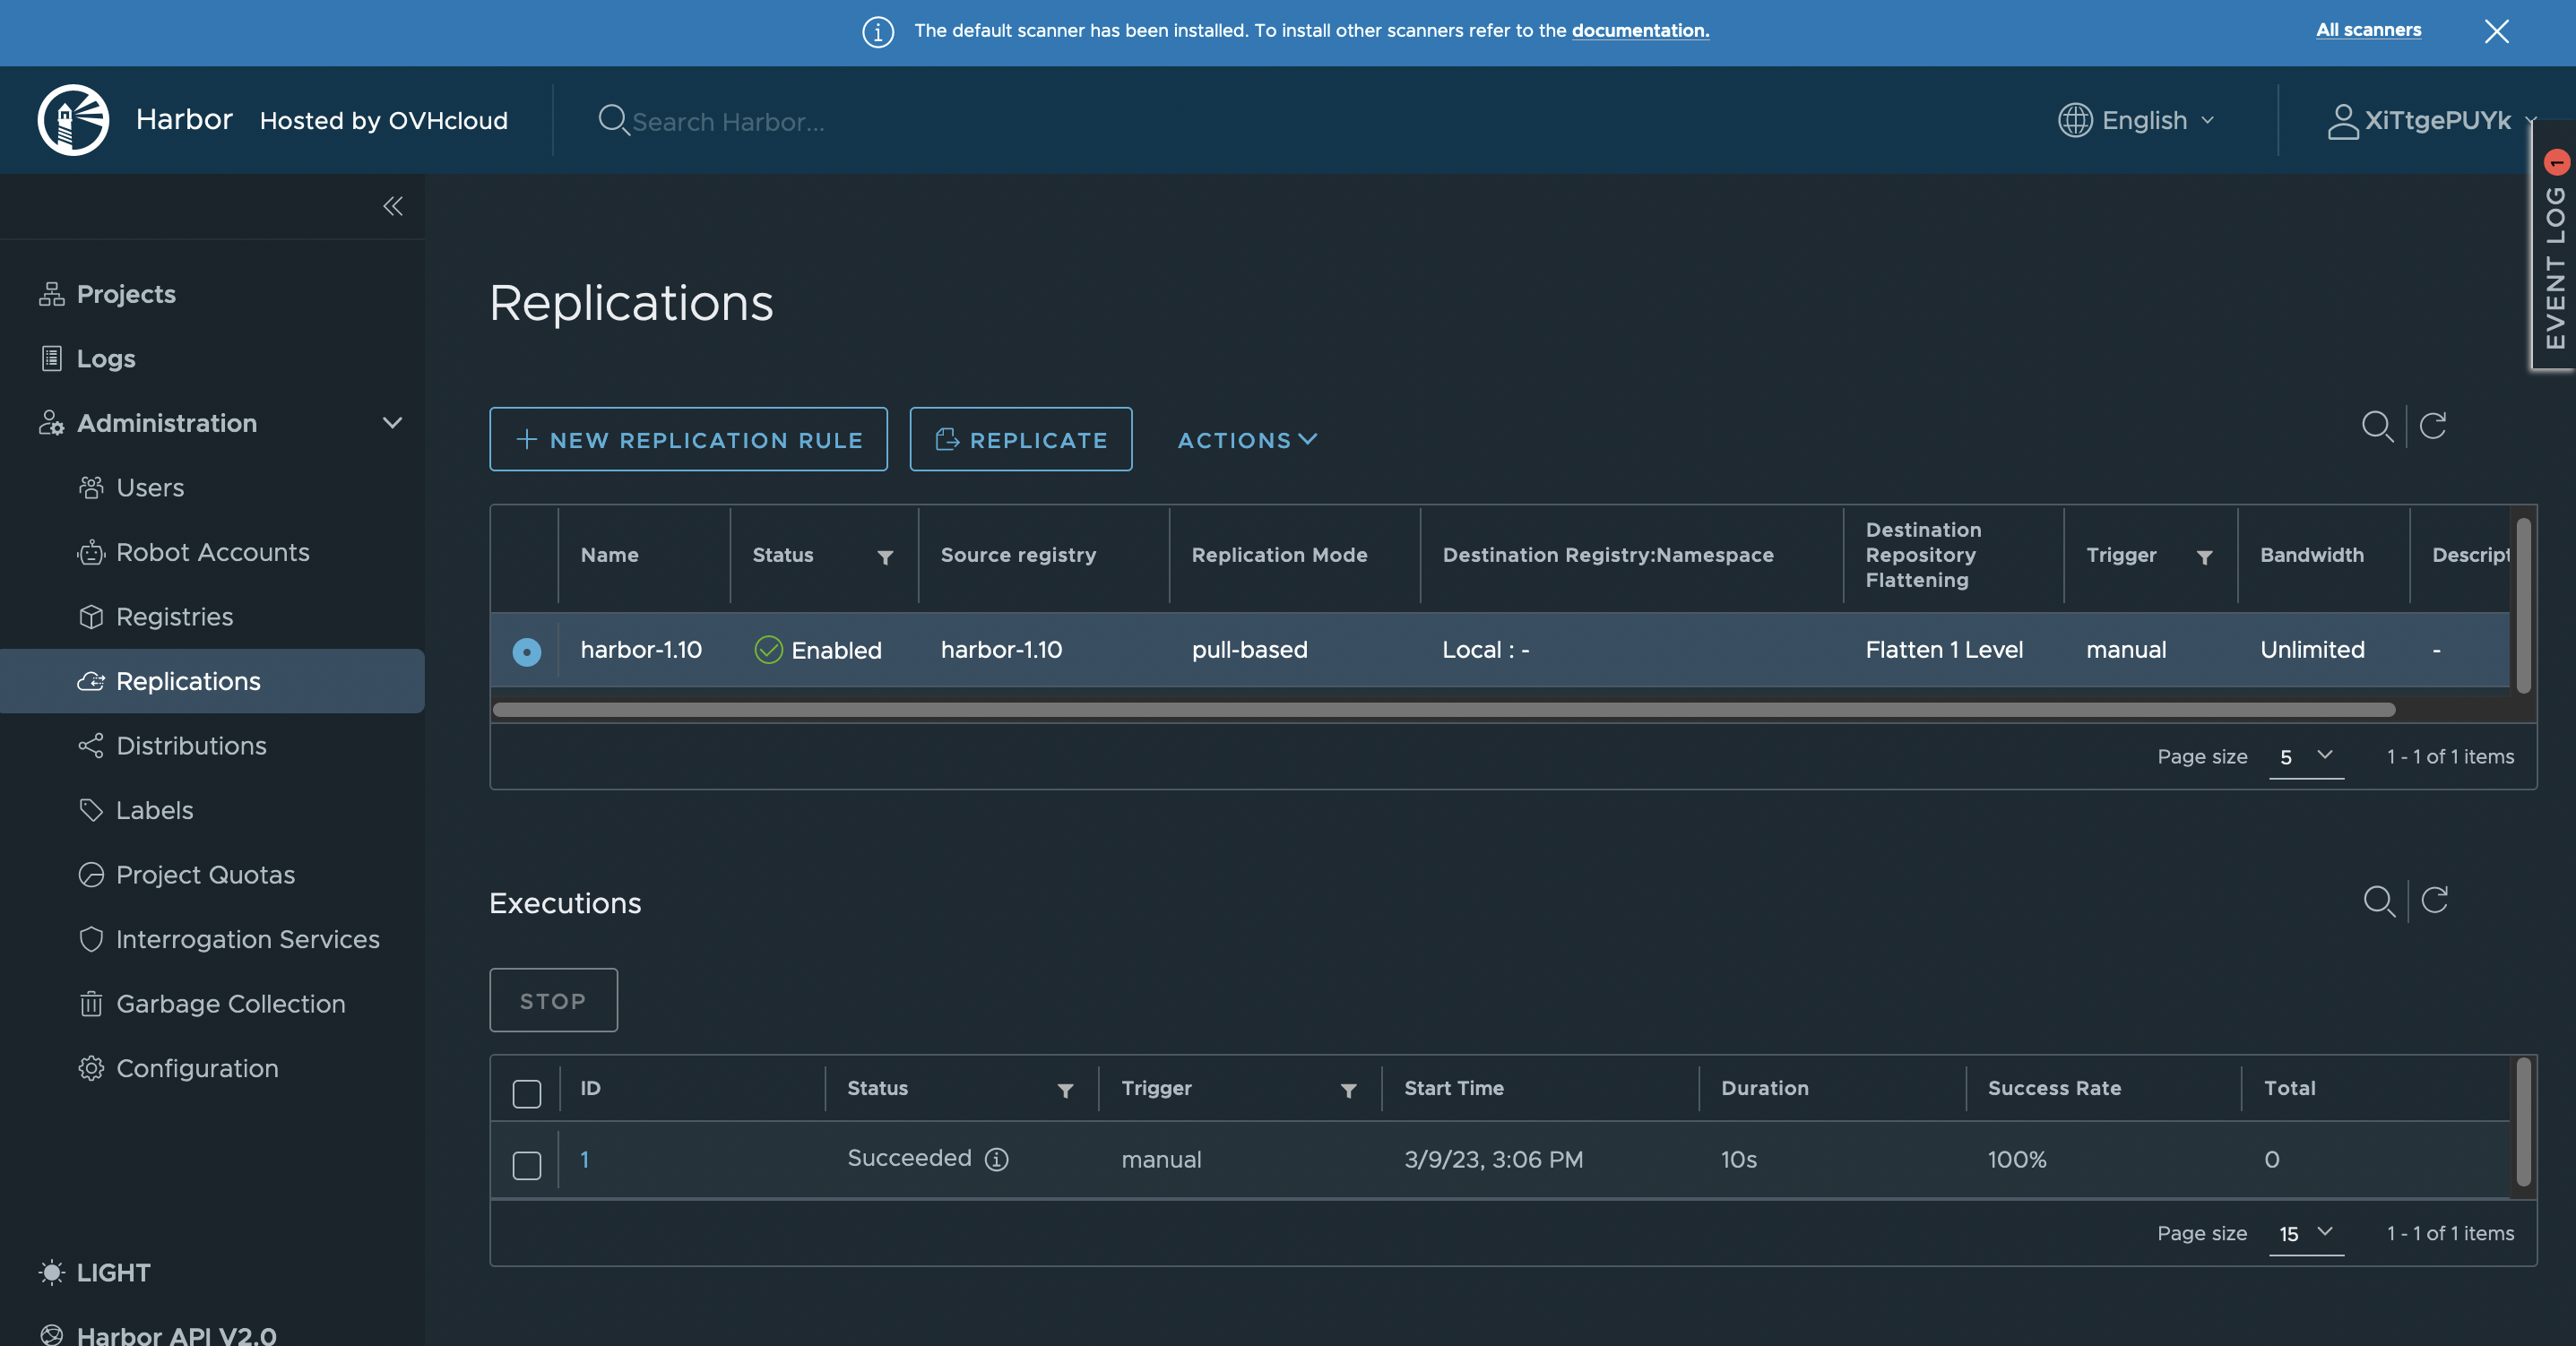 The default scanner has been installed. To install other scanners refer to the documentation.
All scanners
Harbor
Hosted by OVHcloud
Search Harbor...
English
XiTtgePUYk
EVENT LOG 1
Projects
Logs
Administration
Users
Robot Accounts
Registries
Replications
Distributions
Labels
Project Quotas
Interrogation Services
Garbage Collection
Configuration
LIGHT
Harbor API V2.0
Replications
NEW REPLICATION RULE
REPLICATE
ACTIONS
Name Status Source registry Replication Mode Destination Registry:Namespace Destination Repository Flattening Trigger Bandwidth Descript
harbor-1.10 Enabled harbor-1.10 pull-based Local : - Flatten 1 Level manual Unlimited -
Page size 5 1 - 1 of 1 items
Executions
STOP
ID Status Trigger Start Time Duration Success Rate Total
1 Succeeded manual 3/9/23, 3:06 PM 10s 100% 0
Page size 15 1 - 1 of 1 items